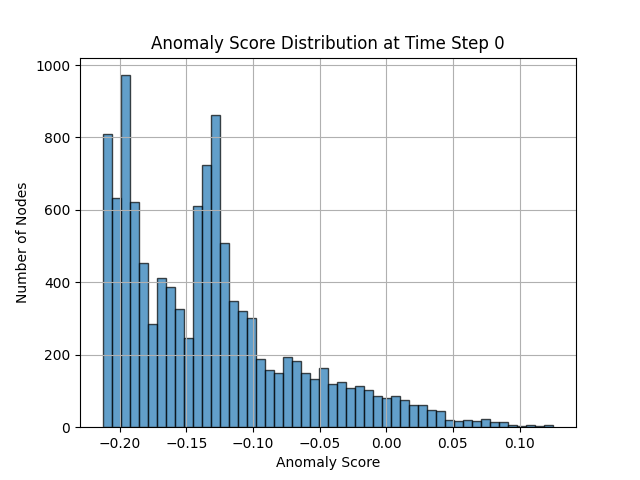 Anomaly Score Distribution at Time Step 0
1000
800
600
400
200
0
Number of Nodes
−0.20 −0.15 −0.10 −0.05 0.00 0.05 0.10
Anomaly Score